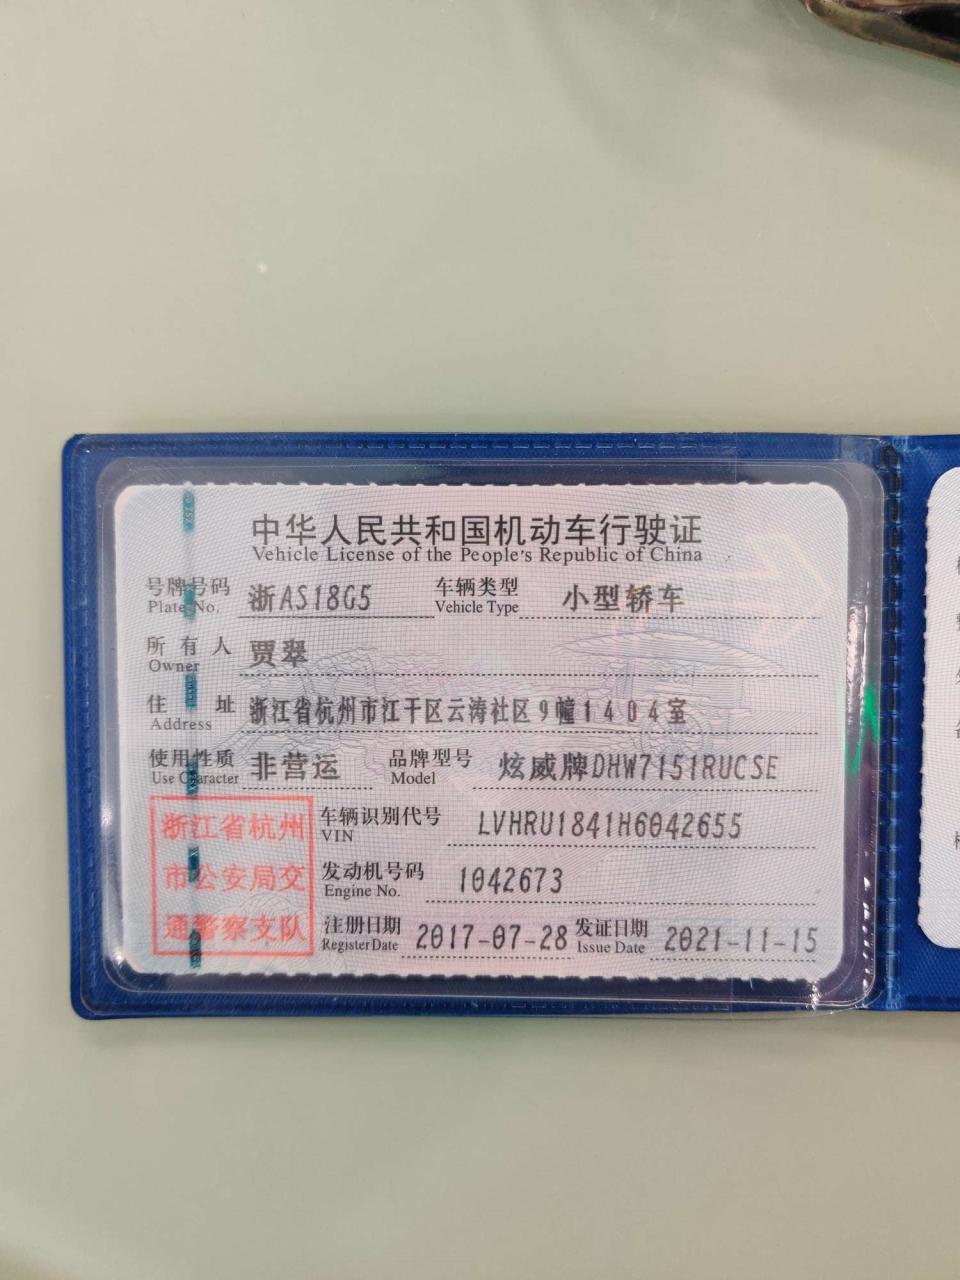 中华人民共和国机动车行驶证
Vehicle License of the People's Republic of China
号牌号码 浙AS18G5 车辆类型 小型轿车
Plate No. Vehicle Type
所有人 贾翠
Owner
住址 浙江省杭州市江干区云涛社区9幢1404室
Address
使用性质 非营运 品牌型号 炫威牌DHW7151RUCSE
Use Character Model
浙江省杭州
市公安局交
通警察支队
车辆识别代号 LVHRU1841H6042655
VIN
发动机号码 1042673
Engine No.
注册日期 2017-07-28 发证日期 2021-11-15
Register Date Issue Date